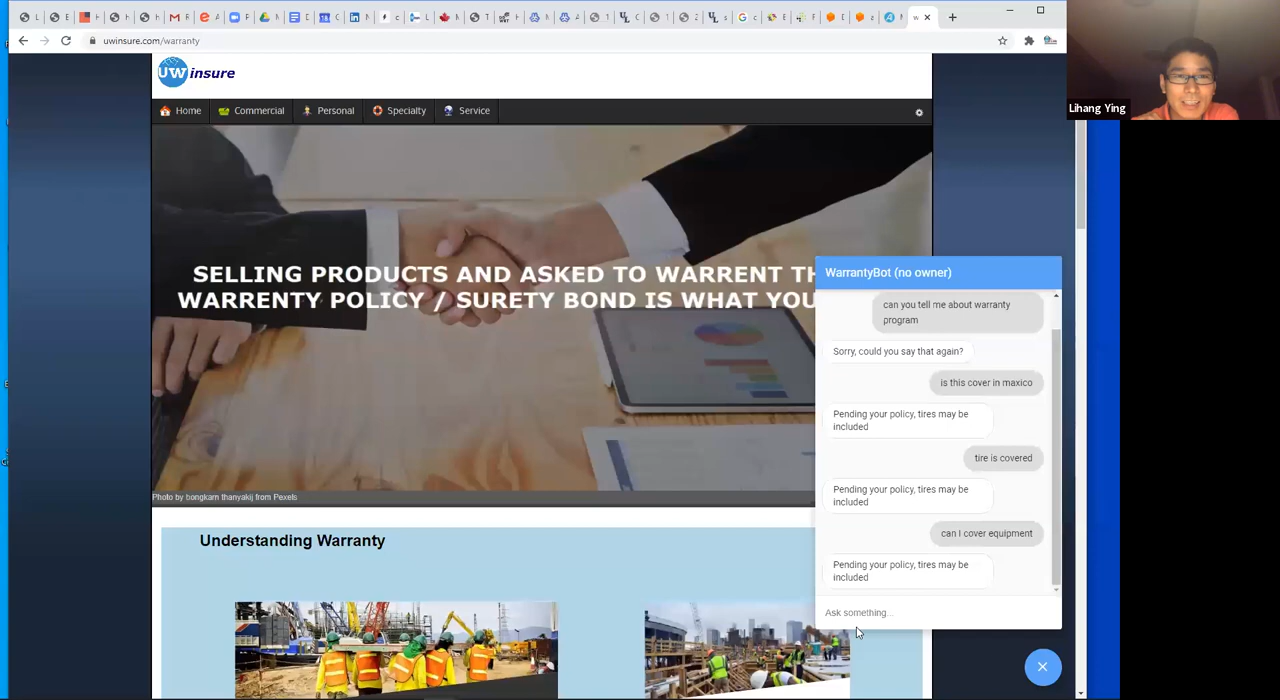 uwinsure.com/warranty
Lihang Ying
UW insure
Home Commercial Personal Specialty Service
SELLING PRODUCTS AND ASKED TO WARRENT
WARRENTY POLICY / SURETY BOND IS WHAT YOU
Photo by bongkarn thanyakij from Pexels
Understanding Warranty
WarrantyBot (no owner)
can you tell me about warranty
program
Sorry, could you say that again?
is this cover in maxico
Pending your policy, tires may be
included
tire is covered
Pending your policy, tires may be
included
can I cover equipment
Pending your policy, tires may be
included
Ask something...